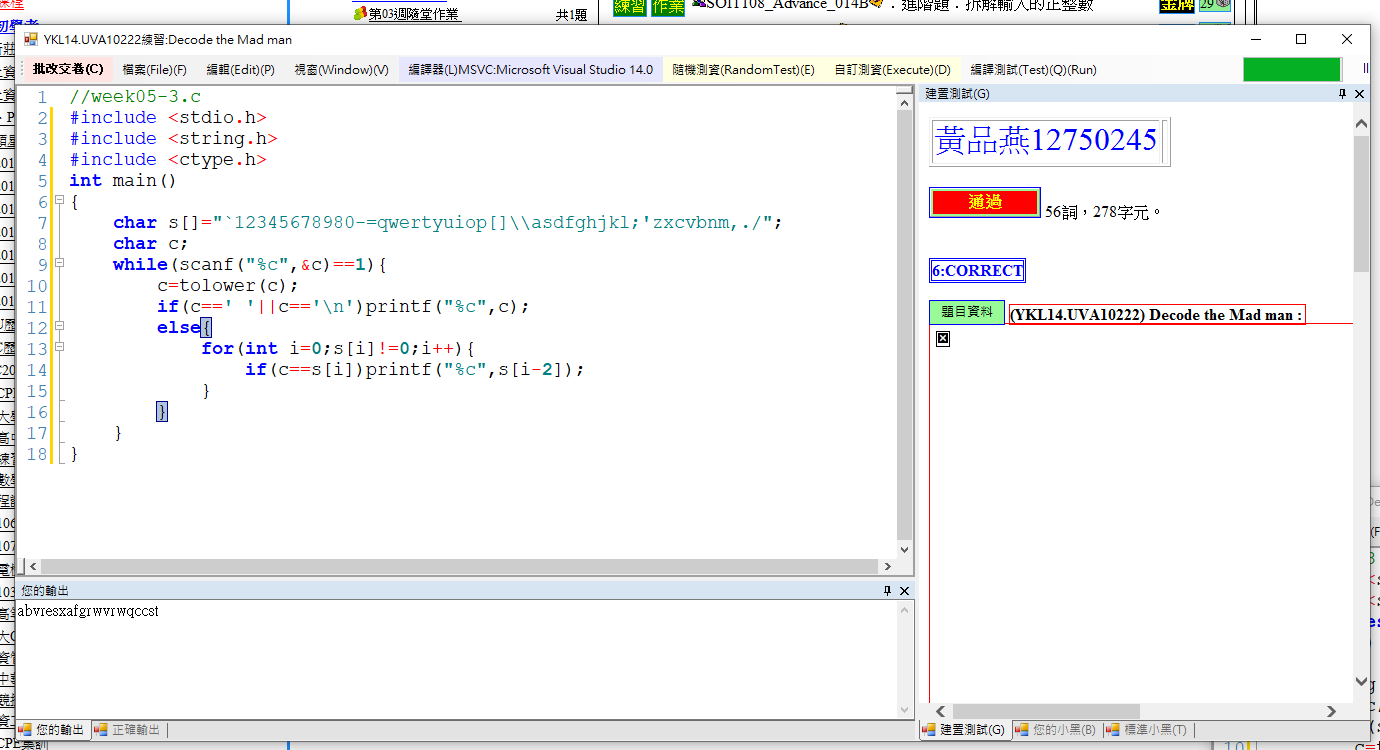 第03週隨堂作業
共1題
練習 作業
SOIT108_Advance_014B
：進階題：拆解輸入的正整數
金牌
29
YKL14.UVA10222練習:Decode the Mad man
批改交卷(C) 檔案(File)(F) 編輯(Edit)(P) 視窗(Window)(V) 編譯器(L)MSVC:Microsoft Visual Studio 14.0 隨機測資(RandomTest)(E) 自訂測資(Execute)(D) 編譯測試(Test)(Q)(Run)
1 //week05-3.c
2 #include <stdio.h>
3 #include <string.h>
4 #include <ctype.h>
5 int main()
6 {
7 char s[]="`12345678980-=qwertyuiop[]\\asdfghjkl;'zxcvbnm,./";
8 char c;
9 while(scanf("%c",&c)==1){
10 c=tolower(c);
11 if(c==' '||c=='\n')printf("%c",c);
12 else{
13 for(int i=0;s[i]!=0;i++){
14 if(c==s[i])printf("%c",s[i-2]);
15 }
16 }
17 }
18 }
您的輸出
abvresxafgrwvrwqccst
您的輸出 正確輸出
建置測試(G)
黃品燕12750245
通過 56詞，278字元。
6:CORRECT
題目資料 (YKL14.UVA10222) Decode the Mad man :
建置測試(G) 您的小黑(B) 標準小黑(T)